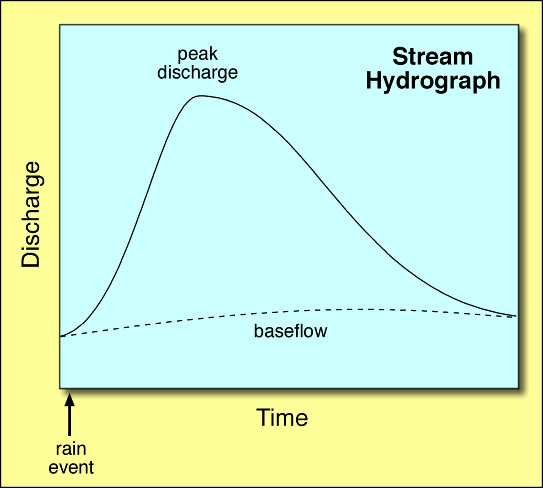 Stream
Hydrograph
peak
discharge
Discharge
baseflow
Time
rain
event